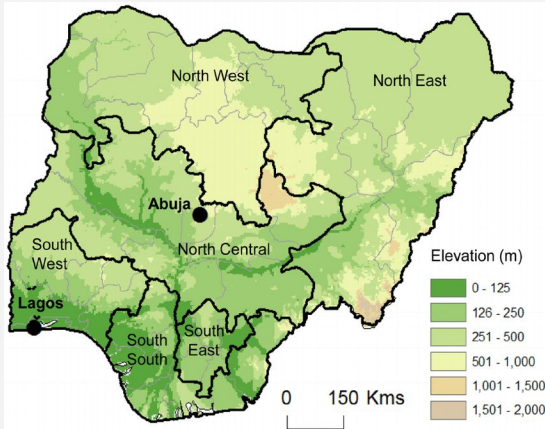 North West
North East
Abuja
North Central
South
West
Lagos
South
South
South
East
Elevation (m)
0 - 125
126 - 250
251 - 500
501 - 1,000
1,001 - 1,500
1,501 - 2,000
0 150 Kms